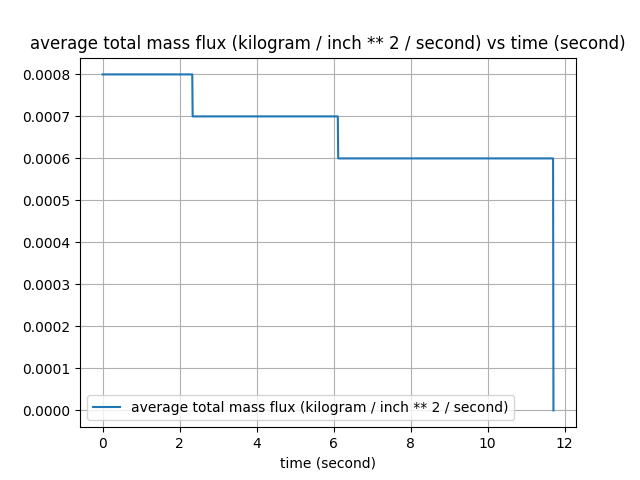 average total mass flux (kilogram / inch ** 2 / second) vs time (second)
0.0008
0.0007
0.0006
0.0005
0.0004
0.0003
0.0002
0.0001
0.0000
average total mass flux (kilogram / inch ** 2 / second)
0 2 4 6 8 10 12
time (second)